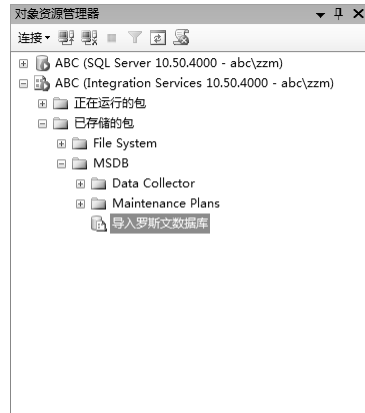 对象资源管理器
连接
ABC (SQL Server 10.50.4000 - abc\zzm)
ABC (Integration Services 10.50.4000 - abc\zzm)
正在运行的包
已存储的包
File System
MSDB
Data Collector
Maintenance Plans
导入罗斯文数据库